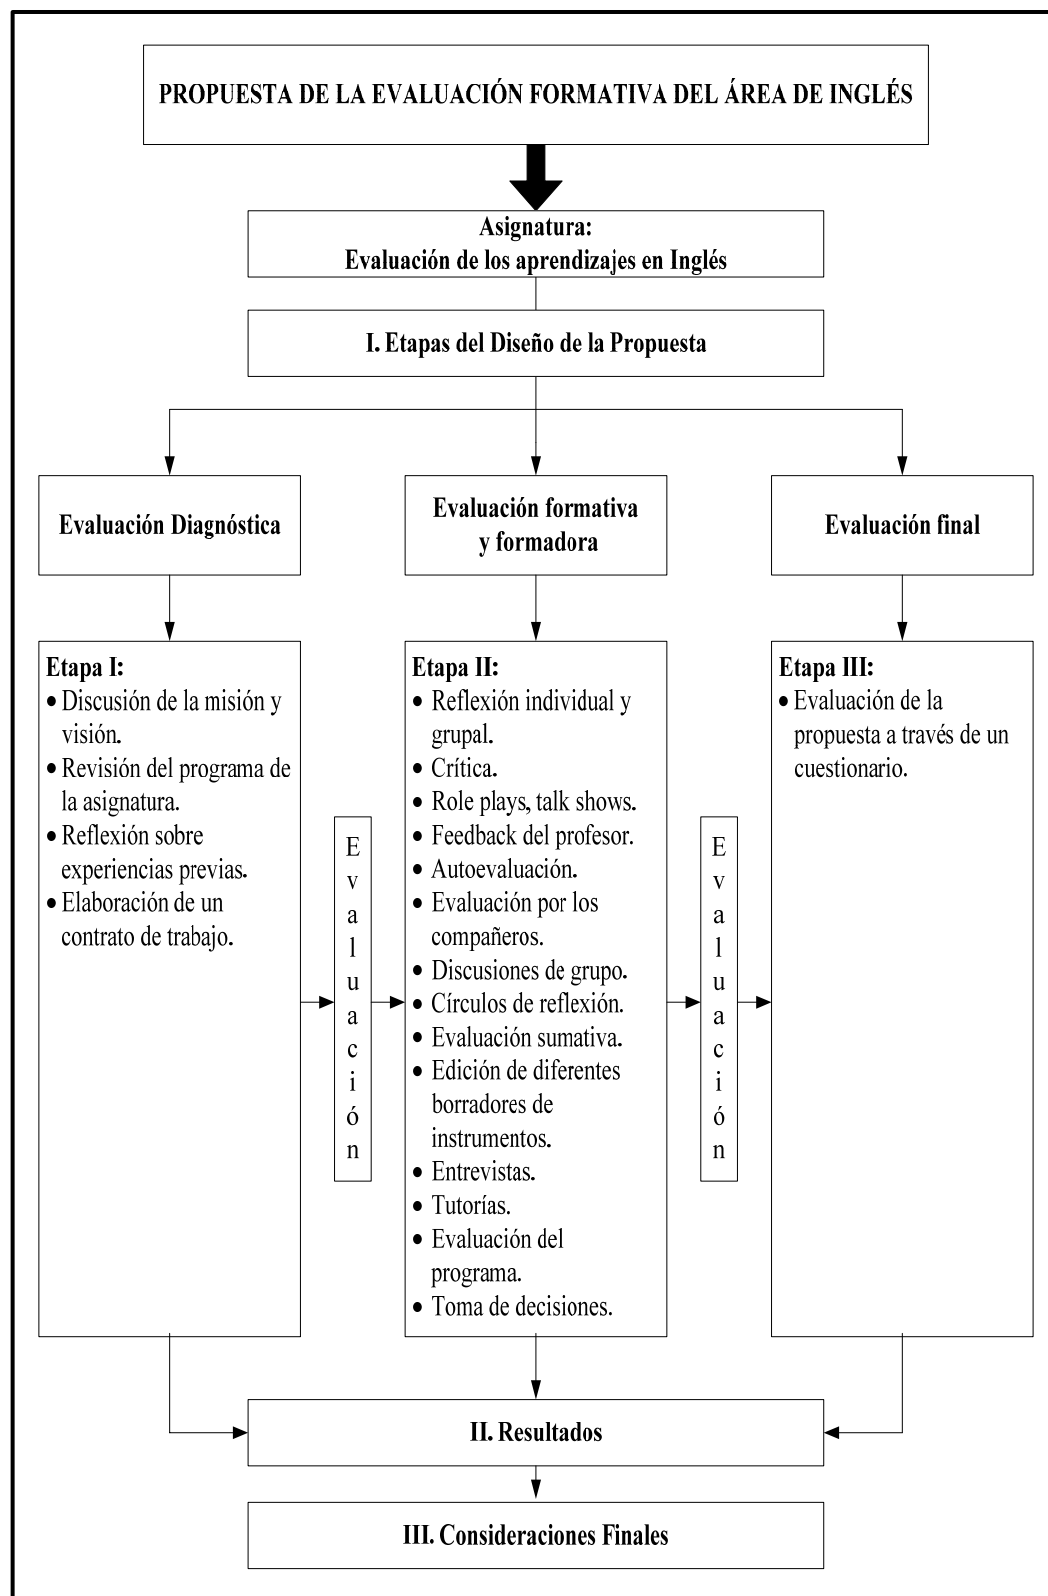 PROPUESTA DE LA EVALUACIÓN FORMATIVA DEL ÁREA DE INGLÉS
Asignatura:
Evaluación de los aprendizajes en Inglés
I. Etapas del Diseño de la Propuesta
Evaluación Diagnóstica
Evaluación formativa
y formadora
Evaluación final
Etapa I:
• Discusión de la misión y
visión.
• Revisión del programa de
la asignatura.
• Reflexión sobre
experiencias previas.
• Elaboración de un
contrato de trabajo.
Evaluación
Etapa II:
• Reflexión individual y
grupal.
• Crítica.
• Role plays, talk shows.
• Feedback del profesor.
• Autoevaluación.
• Evaluación por los
compañeros.
• Discusiones de grupo.
• Círculos de reflexión.
• Evaluación sumativa.
• Edición de diferentes
borradores de
instrumentos.
• Entrevistas.
• Tutorías.
• Evaluación del
programa.
• Toma de decisiones.
Evaluación
Etapa III:
• Evaluación de la
propuesta a través de un
cuestionario.
II. Resultados
III. Consideraciones Finales